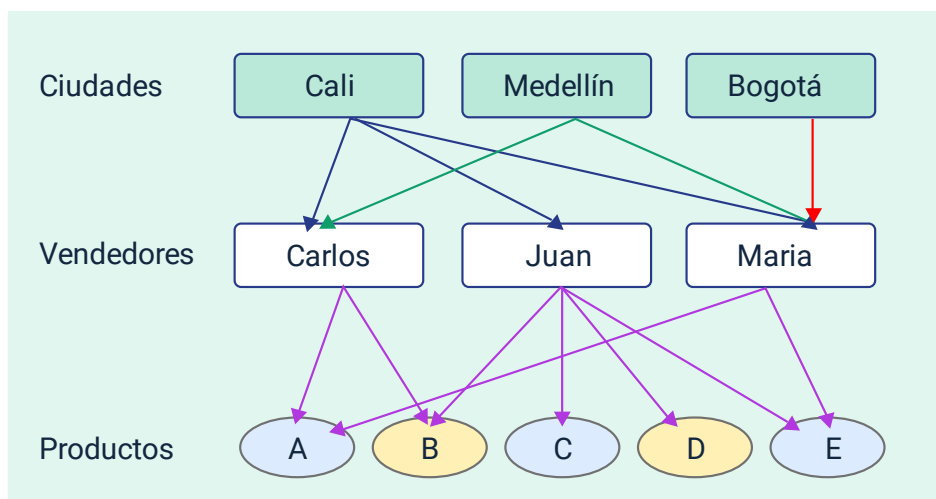 Ciudades Cali Medellín Bogotá
Vendedores Carlos Juan Maria
Productos A B C D E